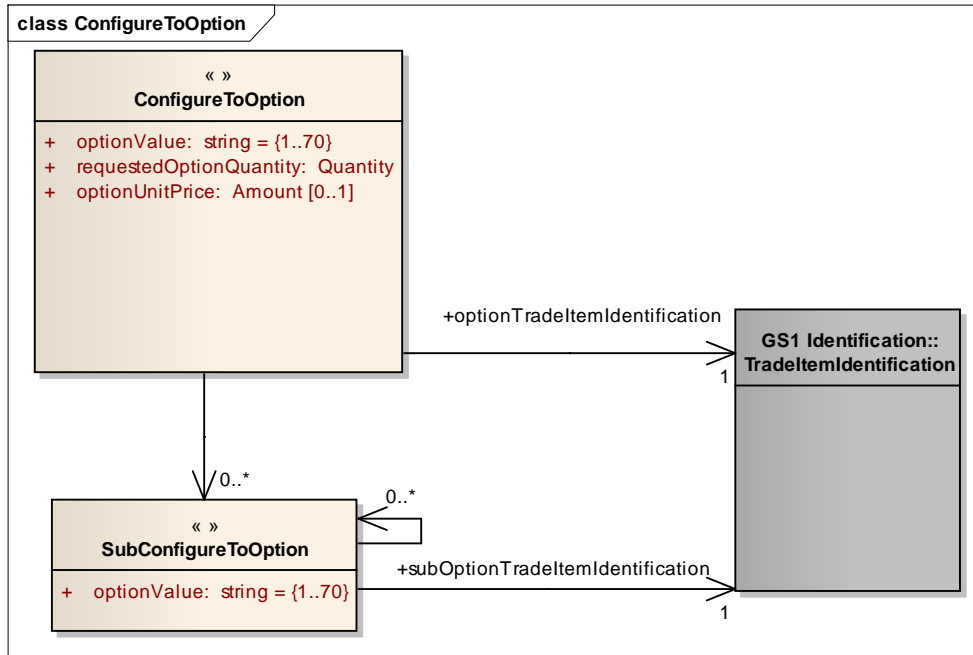 class ConfigureToOption
« »
ConfigureToOption
+ optionValue: string = {1..70}
+ requestedOptionQuantity: Quantity
+ optionUnitPrice: Amount [0..1]
+optionTradeItemIdentification
1
GS1 Identification::
TradeItemIdentification
0..*
0..*
« »
SubConfigureToOption
+ optionValue: string = {1..70}
+subOptionTradeItemIdentification
1